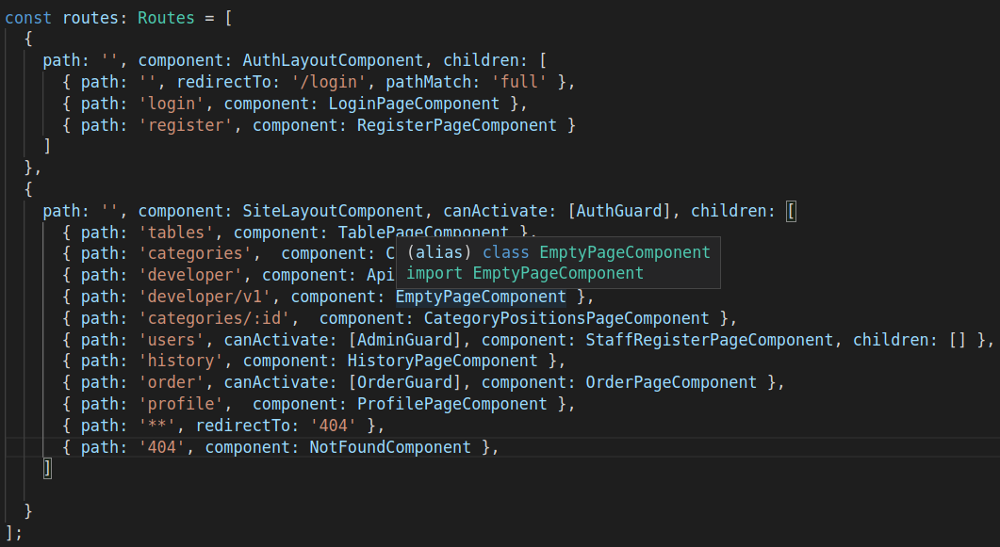 const routes: Routes = [
  {
    path: '', component: AuthLayoutComponent, children: [
      { path: '', redirectTo: '/login', pathMatch: 'full' },
      { path: 'login', component: LoginPageComponent },
      { path: 'register', component: RegisterPageComponent }
    ]
  },
  {
    path: '', component: SiteLayoutComponent, canActivate: [AuthGuard], children: [
      { path: 'tables', component: TablePageComponent },
      { path: 'categories',  component: C
(alias) class EmptyPageComponent
      { path: 'developer', component: Api
import EmptyPageComponent
      { path: 'developer/v1', component: EmptyPageComponent },
      { path: 'categories/:id',  component: CategoryPositionsPageComponent },
      { path: 'users', canActivate: [AdminGuard], component: StaffRegisterPageComponent, children: [] },
      { path: 'history', component: HistoryPageComponent },
      { path: 'order', canActivate: [OrderGuard], component: OrderPageComponent },
      { path: 'profile',  component: ProfilePageComponent },
      { path: '**', redirectTo: '404' },
      { path: '404', component: NotFoundComponent },
    ]
  }
];